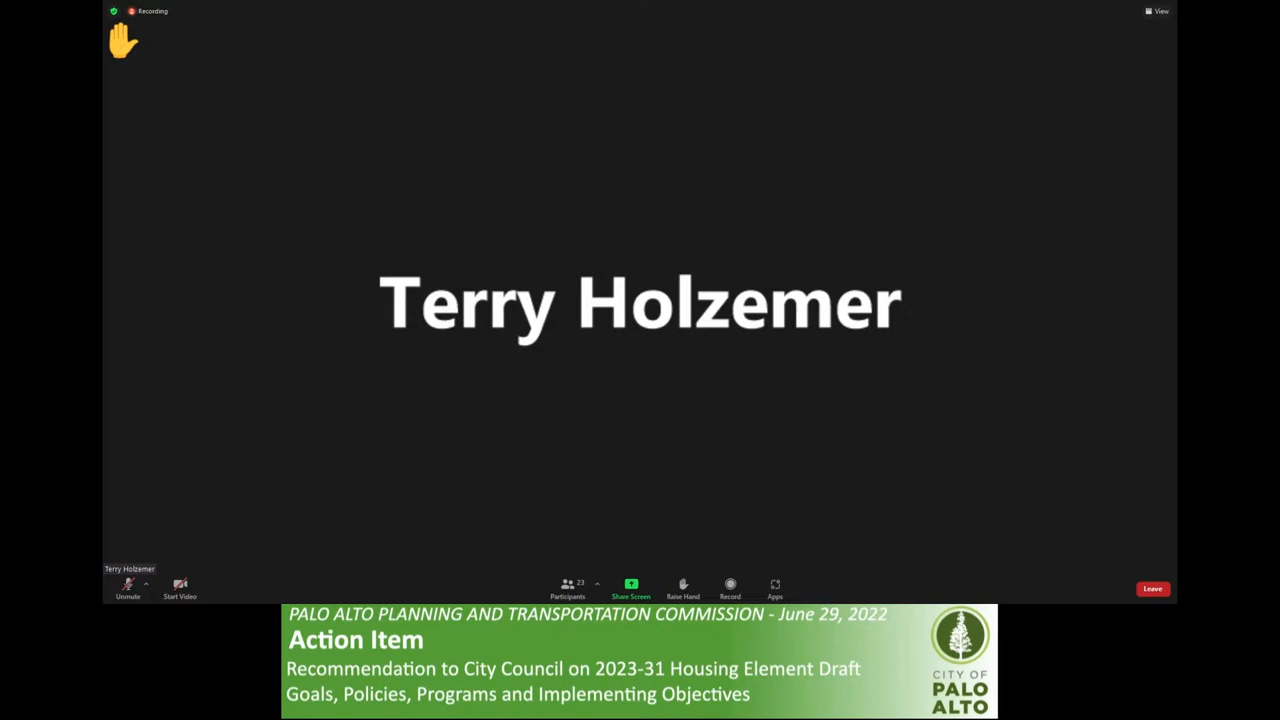 Recording
View
Terry Holzemer
Terry Holzemer
Unmute
Start Video
23
Participants
Share Screen
Raise Hand
Record
Apps
Leave
PALO ALTO PLANNING AND TRANSPORTATION COMMISSION - June 29, 2022
Action Item
Recommendation to City Council on 2023-31 Housing Element Draft
Goals, Policies, Programs and Implementing Objectives
CITY OF
PALO
ALTO